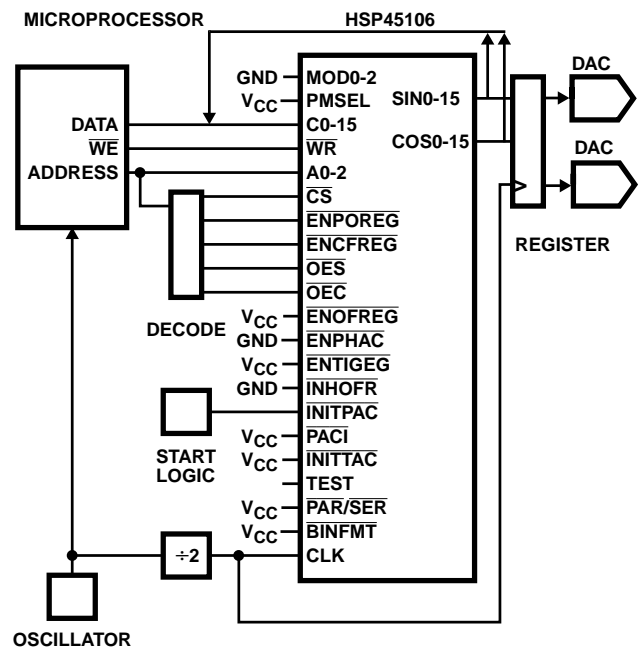 MICROPROCESSOR
HSP45106
DAC
GND
MOD0-2
VCC
PMSEL
SIN0-15
DATA
C0-15
COS0-15
WE
WR
DAC
ADDRESS
A0-2
CS
ENPOREG
ENCFREG
REGISTER
OES
OEC
DECODE
VCC
ENOFREG
GND
ENPHAC
VCC
ENTIGEG
GND
INHOFR
INITPAC
START
LOGIC
VCC
PACI
VCC
INITTAC
TEST
VCC
PAR/SER
VCC
BINFMT
÷2
CLK
OSCILLATOR